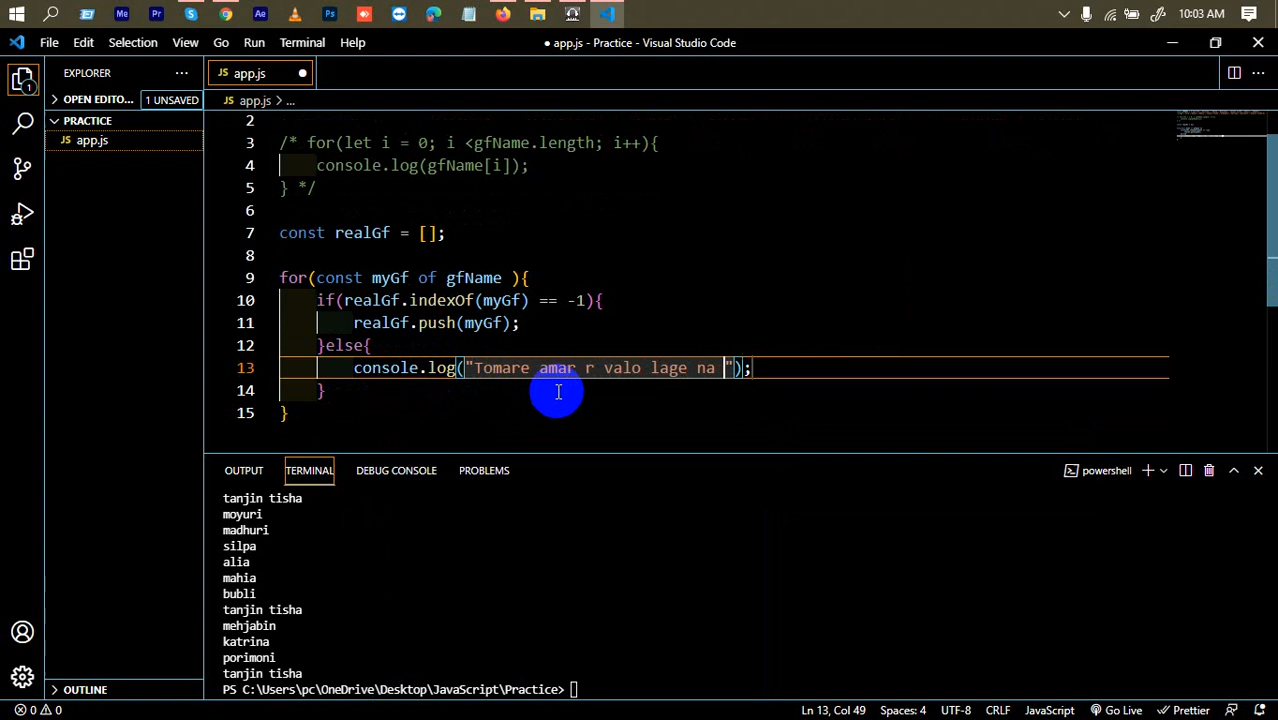 10:03 AM
File Edit Selection View Go Run Terminal Help
● app.js - Practice - Visual Studio Code
EXPLORER ···
JS app.js ●
OPEN EDITO... 1 UNSAVED
JS app.js > ...
PRACTICE
JS app.js
2
3 /* for(let i = 0; i <gfName.length; i++){
4 console.log(gfName[i]);
5 } */
6
7 const realGf = [];
8
9 for(const myGf of gfName ){
10 if(realGf.indexOf(myGf) == -1){
11 realGf.push(myGf);
12 }else{
13 console.log("Tomare amar r valo lage na ");
14 }
15 }
OUTPUT TERMINAL DEBUG CONSOLE PROBLEMS
powershell
tanjin tisha
moyuri
madhuri
silpa
alia
mahia
bubli
tanjin tisha
mehjabin
katrina
porimoni
tanjin tisha
PS C:\Users\pc\OneDrive\Desktop\JavaScript\Practice>
OUTLINE
0 0 Ln 13, Col 49 Spaces: 4 UTF-8 CRLF JavaScript Go Live Prettier